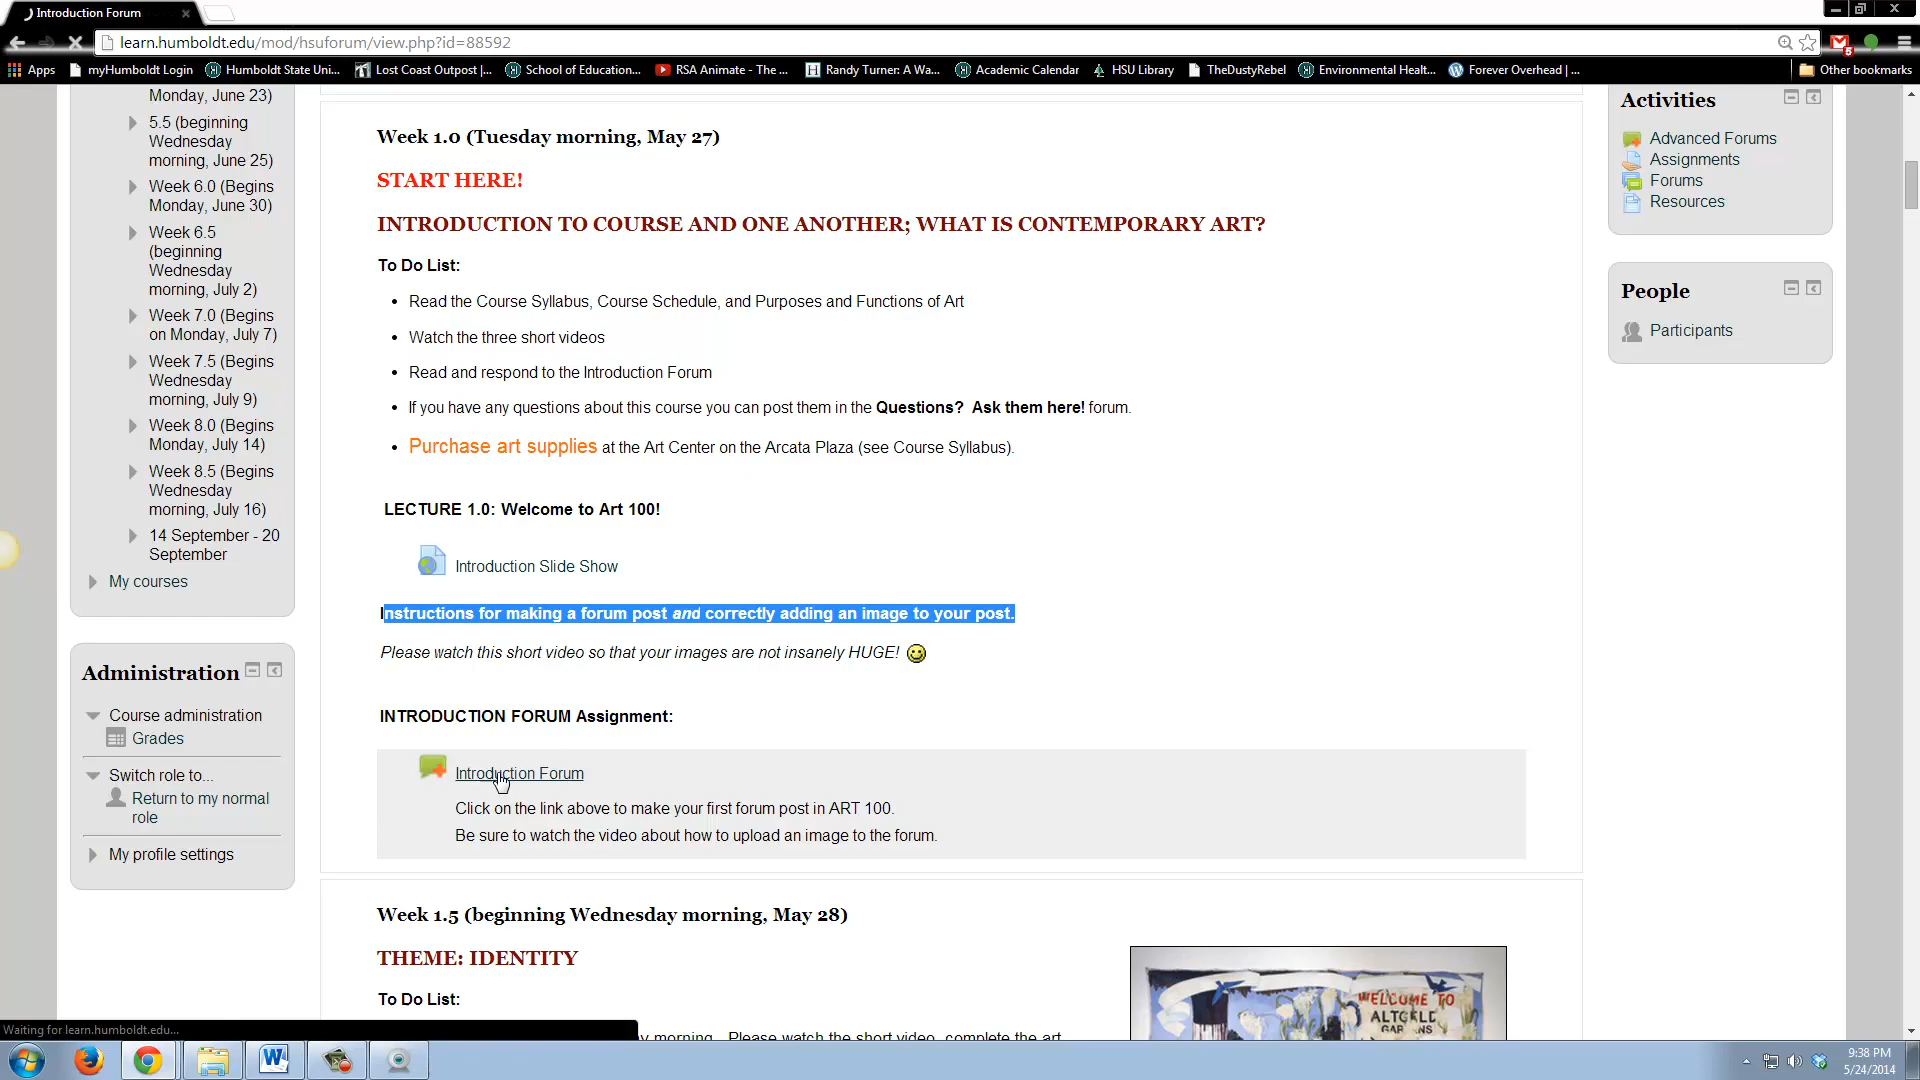 Introduction Forum
learn.humboldt.edu/mod/hsuforum/view.php?id=88592
5
Apps
myHumboldt Login
Humboldt State Uni...
Lost Coast Outpost |...
School of Education...
RSA Animate - The ...
Randy Turner: A Wa...
Academic Calendar
HSU Library
TheDustyRebel
Environmental Healt...
Forever Overhead | ...
Other bookmarks
Monday, June 23)
5.5 (beginning
Wednesday
morning, June 25)
Week 6.0 (Begins
Monday, June 30)
Week 6.5
(beginning
Wednesday
morning, July 2)
Week 7.0 (Begins
on Monday, July 7)
Week 7.5 (Begins
Wednesday
morning, July 9)
Week 8.0 (Begins
Monday, July 14)
Week 8.5 (Begins
Wednesday
morning, July 16)
14 September - 20
September
My courses
Administration
Course administration
Grades
Switch role to...
Return to my normal
role
My profile settings
Week 1.0 (Tuesday morning, May 27)
START HERE!
INTRODUCTION TO COURSE AND ONE ANOTHER; WHAT IS CONTEMPORARY ART?
To Do List:
• Read the Course Syllabus, Course Schedule, and Purposes and Functions of Art
• Watch the three short videos
• Read and respond to the Introduction Forum
• If you have any questions about this course you can post them in the Questions?  Ask them here! forum.
• Purchase art supplies at the Art Center on the Arcata Plaza (see Course Syllabus).
LECTURE 1.0: Welcome to Art 100!
Introduction Slide Show
Instructions for making a forum post and correctly adding an image to your post.
Please watch this short video so that your images are not insanely HUGE!
INTRODUCTION FORUM Assignment:
Introduction Forum
Click on the link above to make your first forum post in ART 100.
Be sure to watch the video about how to upload an image to the forum.
Week 1.5 (beginning Wednesday morning, May 28)
THEME: IDENTITY
To Do List:
y morning.  Please watch the short video, complete the art
WELCOME TO
ALTGELD
GARDENS
Activities
Advanced Forums
Assignments
Forums
Resources
People
Participants
Waiting for learn.humboldt.edu...
9:38 PM
5/24/2014